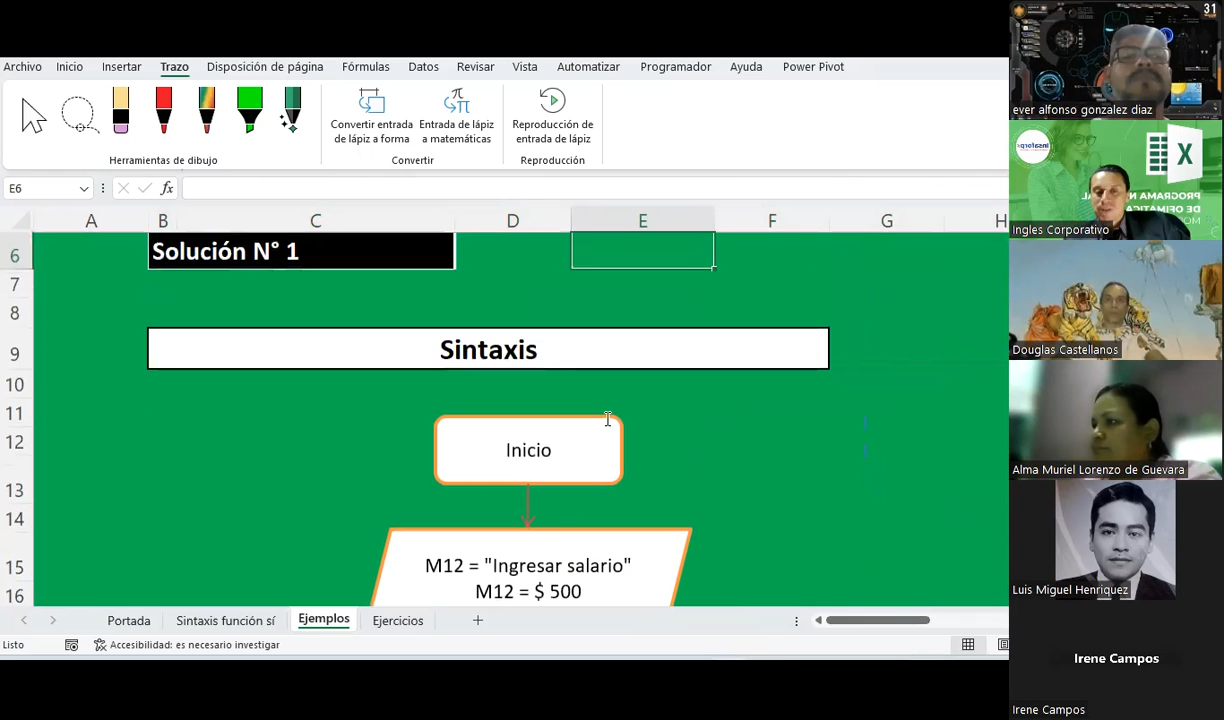 Archivo Inicio Insertar Trazo Disposición de página Fórmulas Datos Revisar Vista Automatizar Programador Ayuda Power Pivot
Convertir entrada de lápiz a forma
Entrada de lápiz a matemáticas
Reproducción de entrada de lápiz
Herramientas de dibujo
Convertir
Reproducción
E6
fx
A B C D E F G H
6
7
8
9
10
11
12
13
14
15
16
Solución N° 1
Sintaxis
Inicio
M12 = "Ingresar salario"
M12 = $ 500
Portada Sintaxis función sí Ejemplos Ejercicios +
Listo
Accesibilidad: es necesario investigar
31
ever alfonso gonzalez diaz
insaforp
X
PROGRAMA
DE OFIMATICA
Ingles Corporativo
Douglas Castellanos
Alma Muriel Lorenzo de Guevara
Luis Miguel Henriquez
Irene Campos
Irene Campos